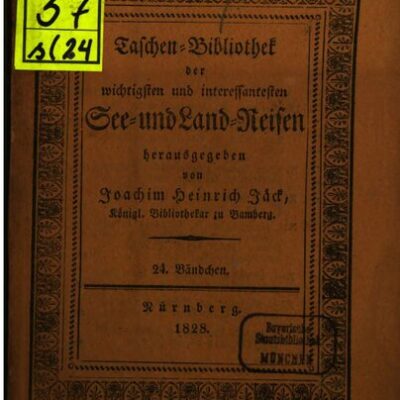 57
s(24
Taschen-Bibliothek
der
wichtigsten und interessantesten
See- und Land-Reisen
herausgegeben
von
Joachim Heinrich Jäck,
Königl. Bibliothekar zu Bamberg.
24. Bändchen.
Nürnberg.
1828.
Bayerische
Staatsbibliothek
MÜNCHEN